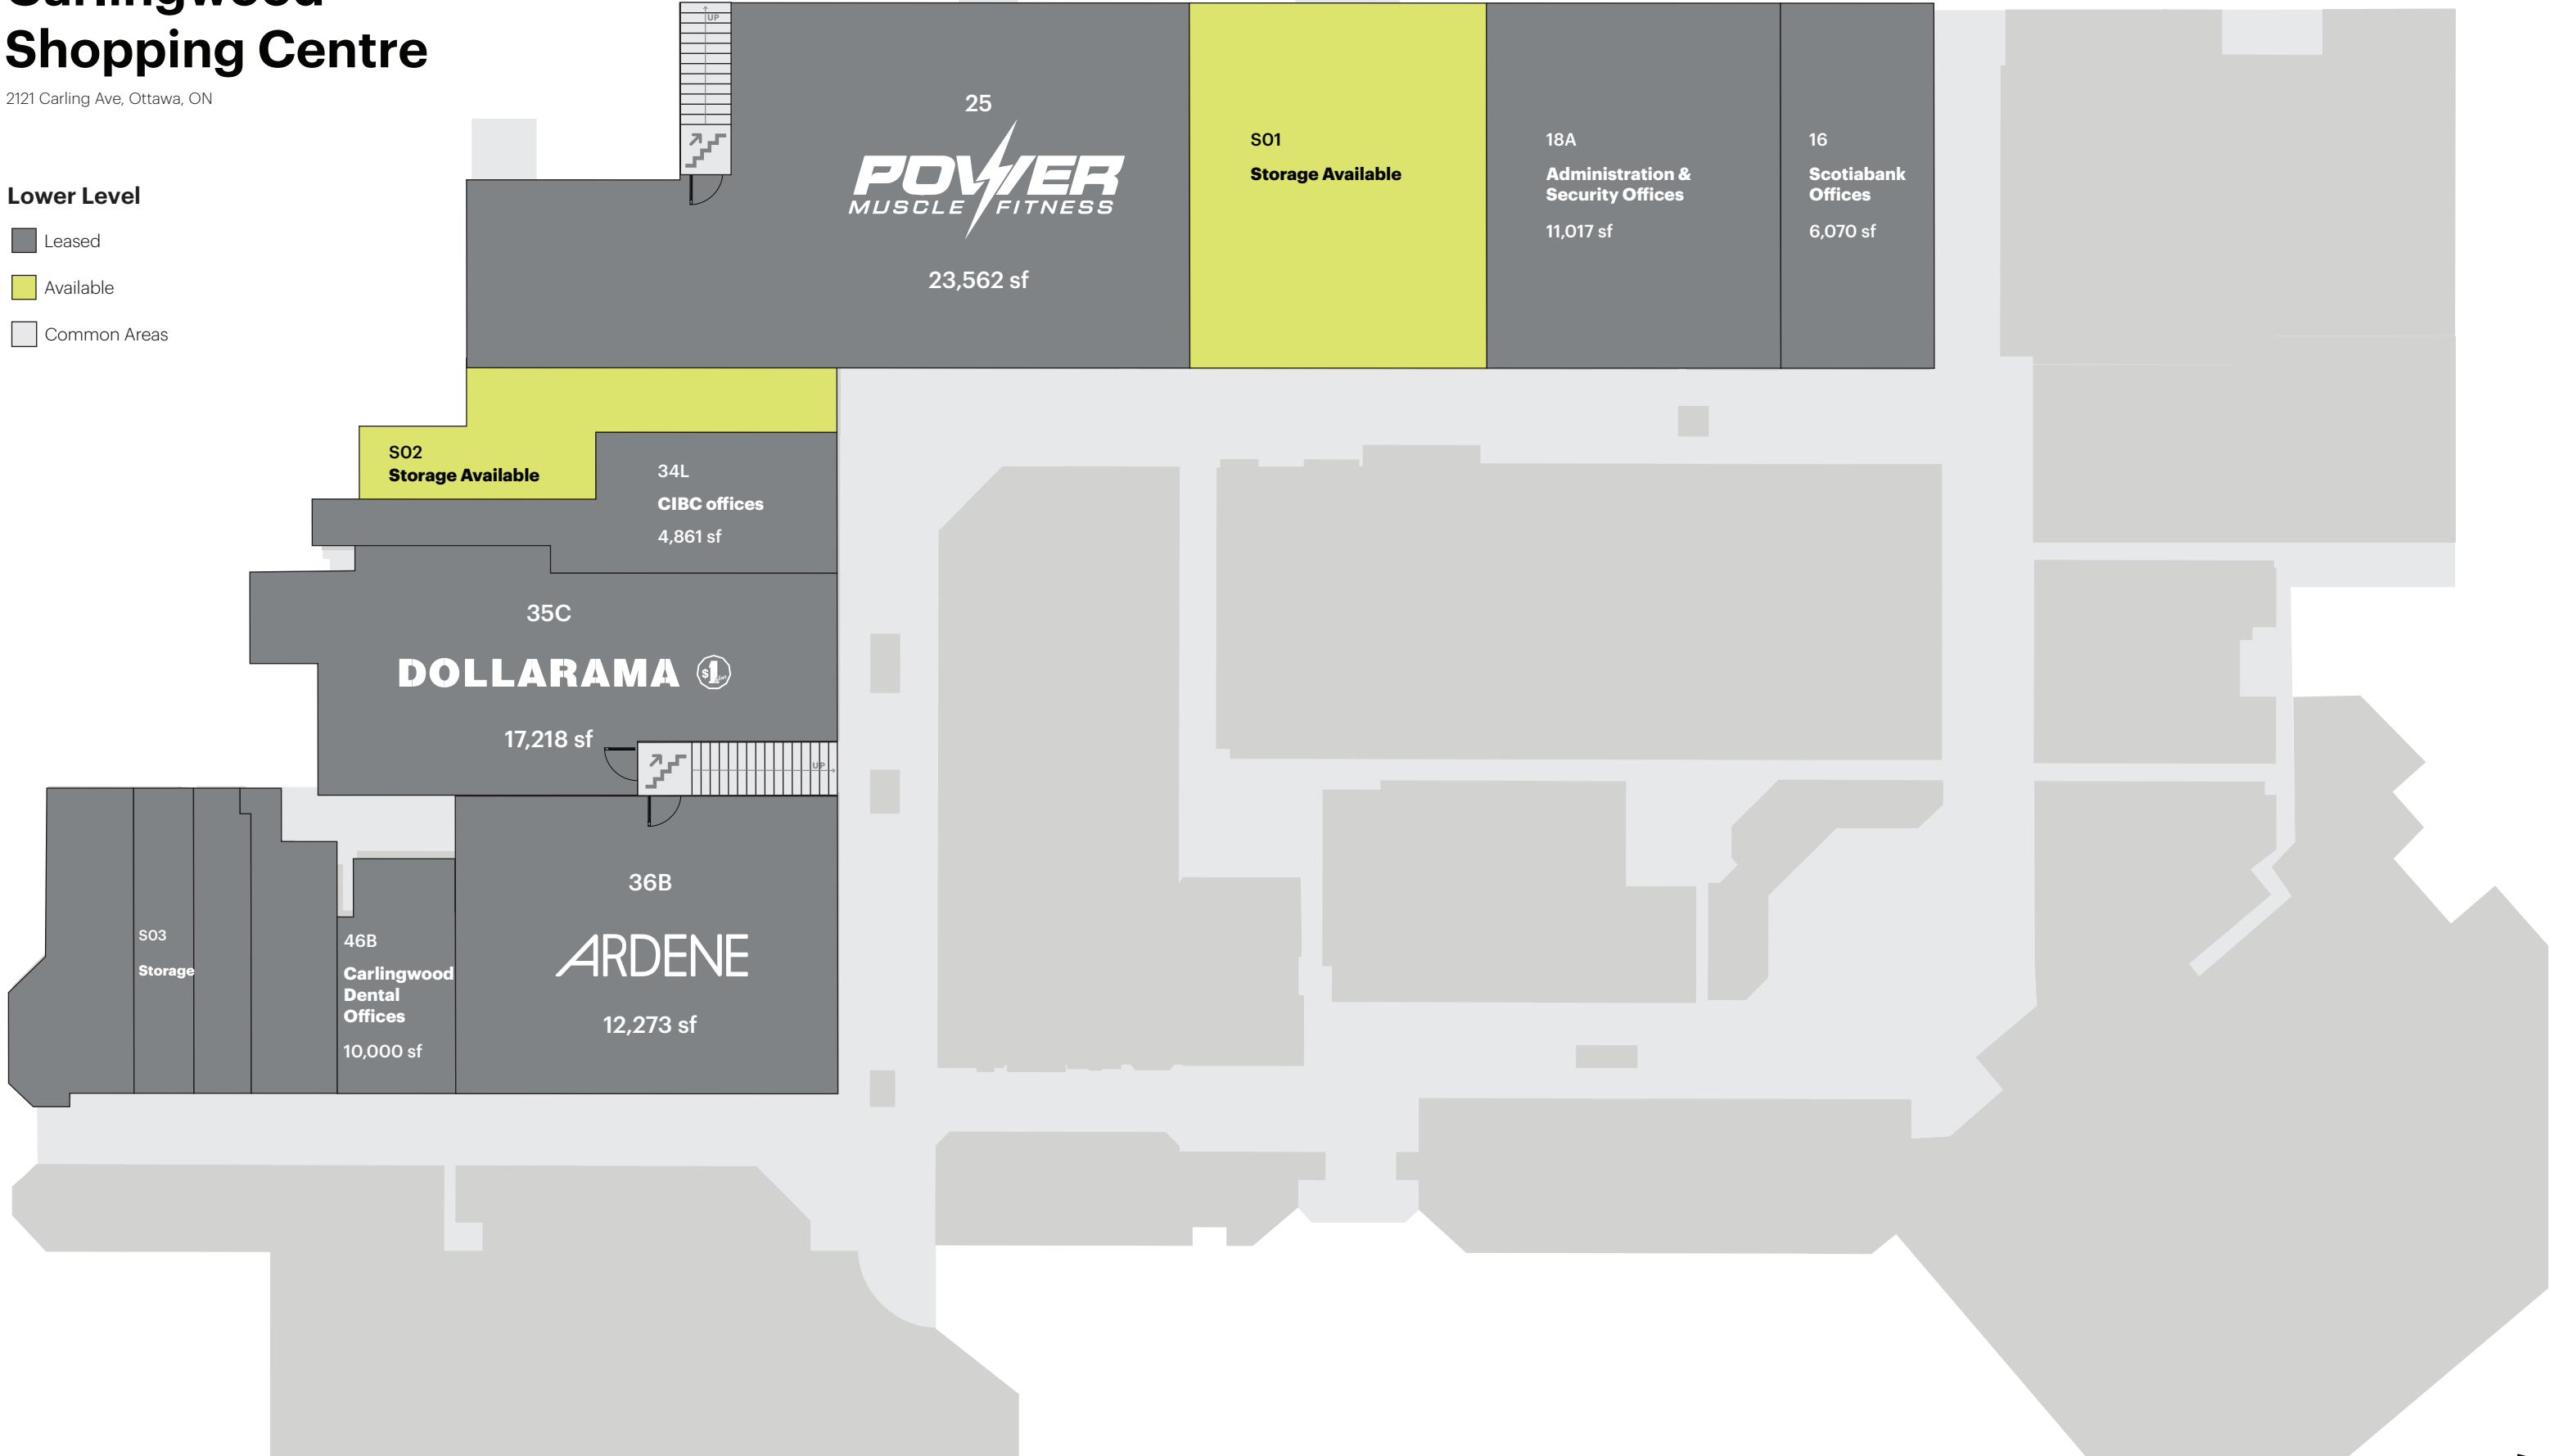 Carlingwood
Shopping Centre
2121 Carling Ave, Ottawa, ON
Lower Level
Leased
Available
Common Areas
UP
25
POWER
MUSCLE FITNESS
23,562 sf
S01
Storage Available
18A
Administration &
Security Offices
11,017 sf
16
Scotiabank
Offices
6,070 sf
S02
Storage Available
34L
CIBC offices
4,861 sf
35C
DOLLARAMA $1
17,218 sf
UP
36B
ARDENE
12,273 sf
S03
Storage
46B
Carlingwood
Dental
Offices
10,000 sf